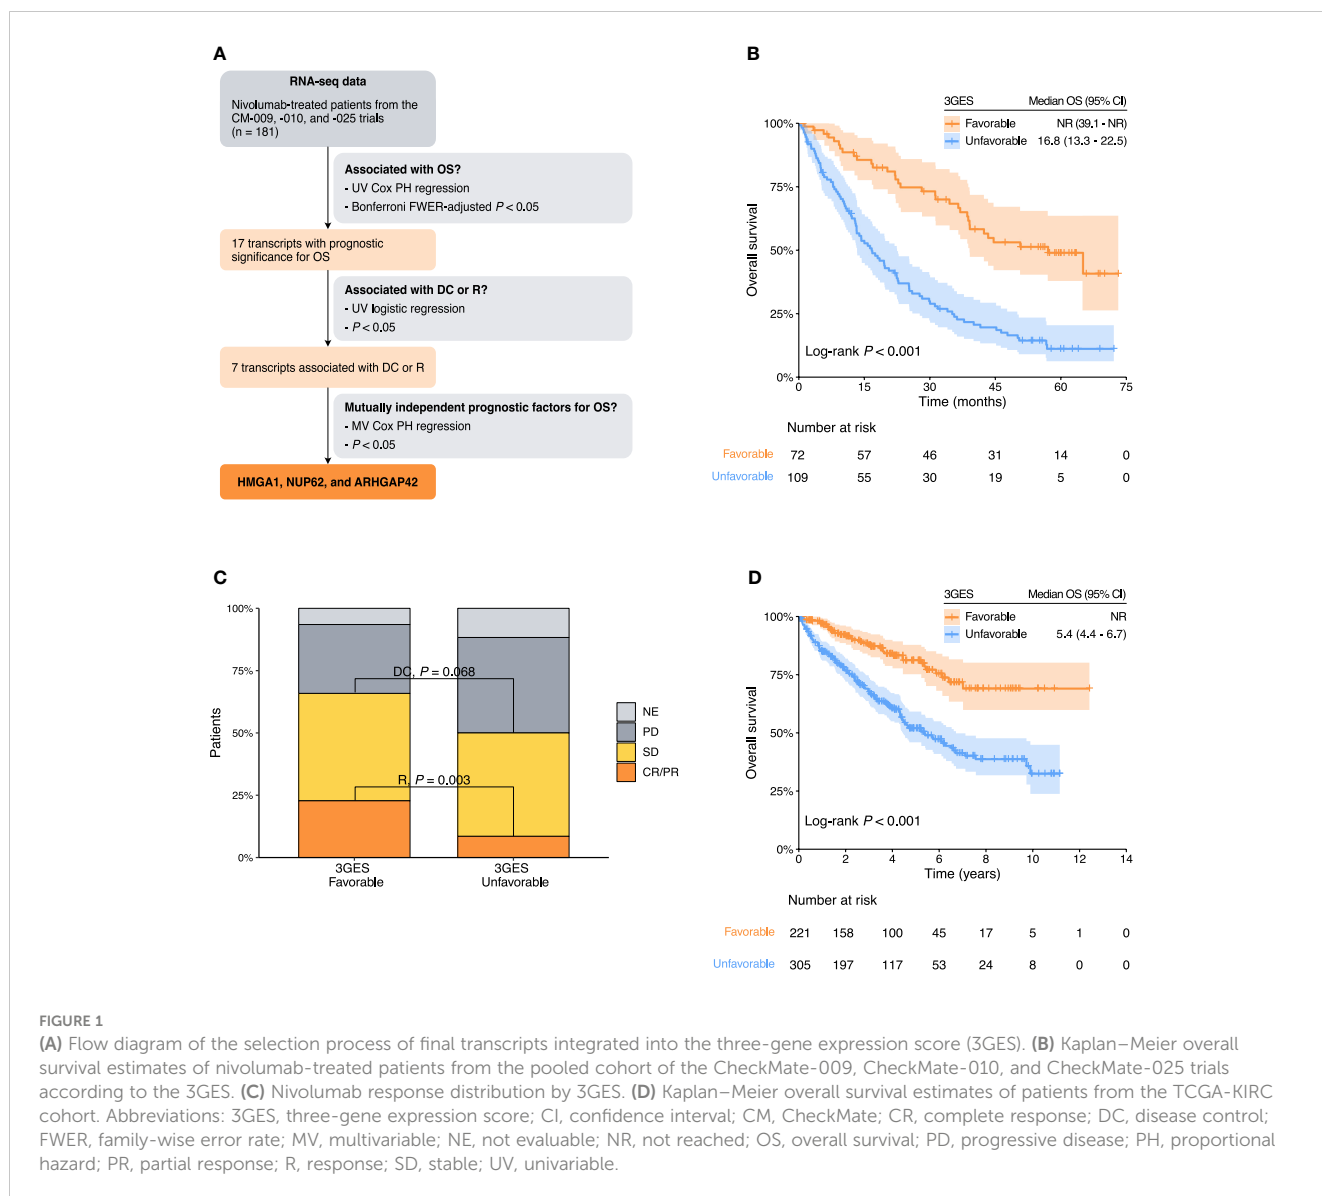 A
RNA-seq data
Nivolumab-treated patients from the
CM-009, -010, and -025 trials
(n = 181)
Associated with OS?
- UV Cox PH regression
- Bonferroni FWER-adjusted P < 0.05
17 transcripts with prognostic
significance for OS
Associated with DC or R?
- UV logistic regression
- P < 0.05
7 transcripts associated with DC or R
Mutually independent prognostic factors for OS?
- MV Cox PH regression
- P < 0.05
HMGA1, NUP62, and ARHGAP42
B
3GES Median OS (95% CI)
Favorable NR (39.1 - NR)
Unfavorable 16.8 (13.3 - 22.5)
100%
75%
50%
25%
0%
Overall survival
Log-rank P < 0.001
0 15 30 45 60 75
Time (months)
Number at risk
Favorable 72 57 46 31 14 0
Unfavorable 109 55 30 19 5 0
C
100%
75%
50%
25%
0%
Patients
DC, P = 0.068
R, P = 0.003
NE
PD
SD
CR/PR
3GES
Favorable
3GES
Unfavorable
D
3GES Median OS (95% CI)
Favorable NR
Unfavorable 5.4 (4.4 - 6.7)
100%
75%
50%
25%
0%
Overall survival
Log-rank P < 0.001
0 2 4 6 8 10 12 14
Time (years)
Number at risk
Favorable 221 158 100 45 17 5 1 0
Unfavorable 305 197 117 53 24 8 0 0
FIGURE 1
(A) Flow diagram of the selection process of final transcripts integrated into the three-gene expression score (3GES). (B) Kaplan–Meier overall
survival estimates of nivolumab-treated patients from the pooled cohort of the CheckMate-009, CheckMate-010, and CheckMate-025 trials
according to the 3GES. (C) Nivolumab response distribution by 3GES. (D) Kaplan–Meier overall survival estimates of patients from the TCGA-KIRC
cohort. Abbreviations: 3GES, three-gene expression score; CI, confidence interval; CM, CheckMate; CR, complete response; DC, disease control;
FWER, family-wise error rate; MV, multivariable; NE, not evaluable; NR, not reached; OS, overall survival; PD, progressive disease; PH, proportional
hazard; PR, partial response; R, response; SD, stable; UV, univariable.